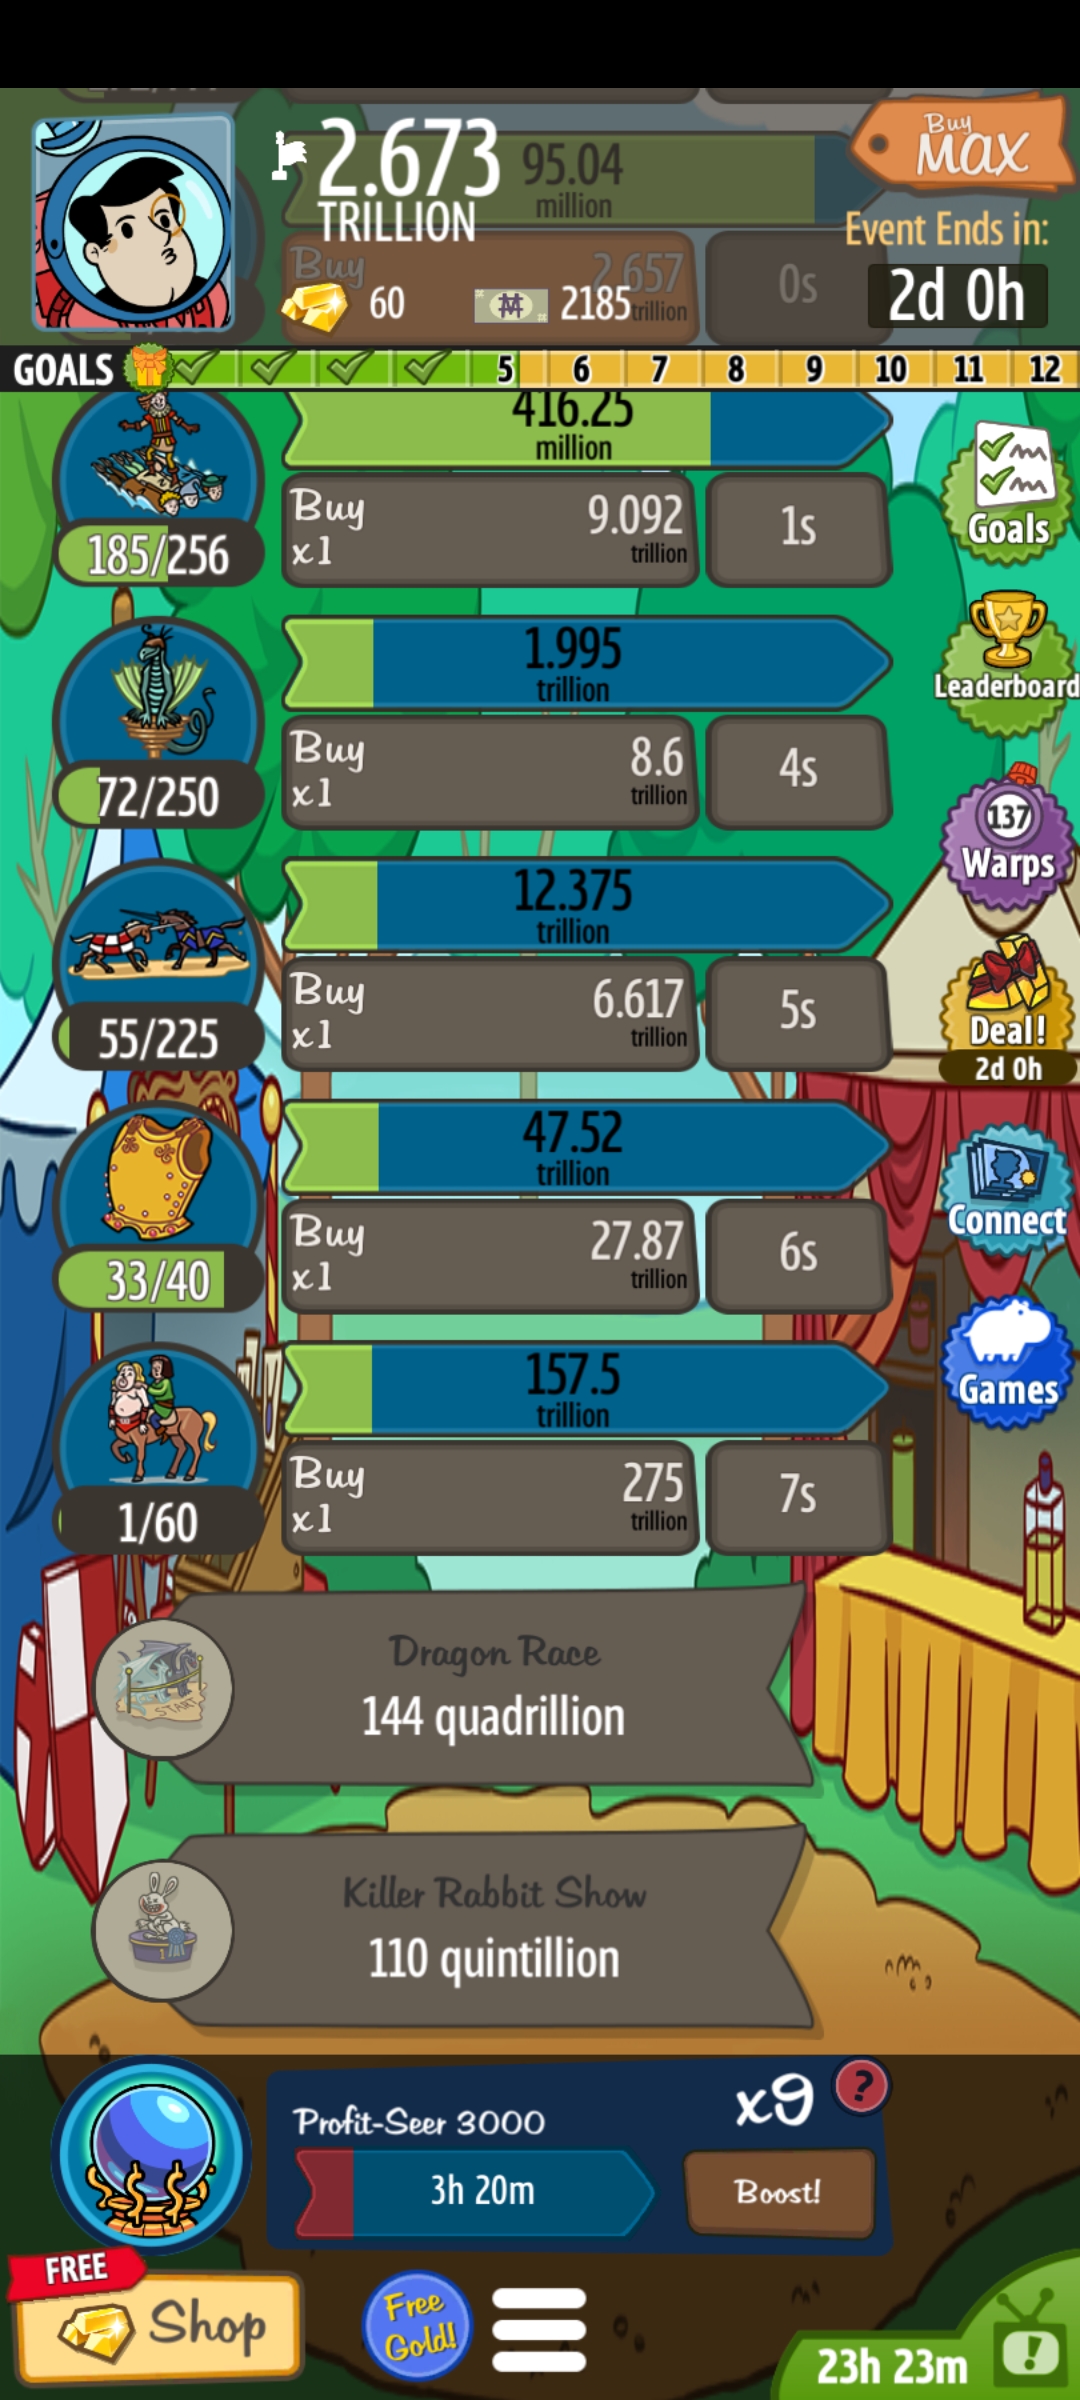 2.673
TRILLION
95.04
million
Buy
MAX
Event Ends in:
2d 0h
Buy
2.657
trillion
0s
60
2185
GOALS
5 6 7 8 9 10 11 12
416.25
million
185/256
Buy
x1
9.092
trillion
1s
Goals
1.995
trillion
72/250
Buy
x1
8.6
trillion
4s
Leaderboard
137
Warps
12.375
trillion
55/225
Buy
x1
6.617
trillion
5s
Deal!
2d 0h
47.52
trillion
33/40
Buy
x1
27.87
trillion
6s
Connect
157.5
trillion
1/60
Buy
x1
275
trillion
7s
Games
START
Dragon Race
144 quadrillion
1
Killer Rabbit Show
110 quintillion
Profit-Seer 3000
x9
?
3h 20m
Boost!
FREE
Shop
Free
Gold!
23h 23m
!